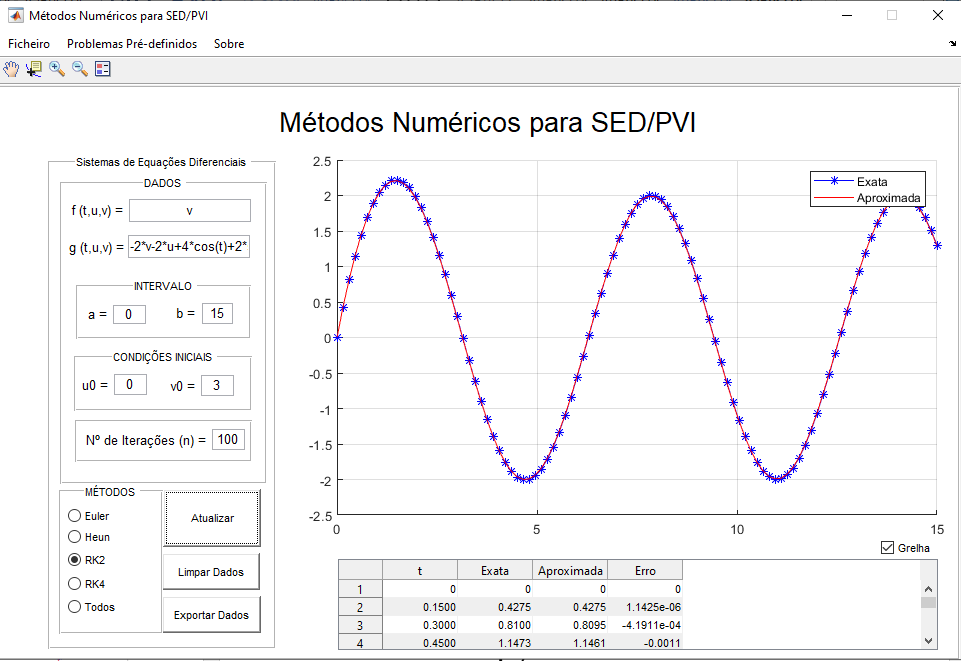 Métodos Numéricos para SED/PVI
Ficheiro Problemas Pré-definidos Sobre
Métodos Numéricos para SED/PVI
Sistemas de Equações Diferenciais
DADOS
f (t,u,v) = v
g (t,u,v) = -2*v-2*u+4*cos(t)+2*
INTERVALO
a = 0 b = 15
CONDIÇÕES INICIAIS
u0 = 0 v0 = 3
Nº de Iterações (n) = 100
MÉTODOS
Euler
Heun
RK2
RK4
Todos
Atualizar
Limpar Dados
Exportar Dados
2.5
2
1.5
1
0.5
0
-0.5
-1
-1.5
-2
-2.5
0 5 10 15
Exata
Aproximada
Grelha
t Exata Aproximada Erro
1 0 0 0 0
2 0.1500 0.4275 0.4275 1.1425e-06
3 0.3000 0.8100 0.8095 -4.1911e-04
4 0.4500 1.1473 1.1461 -0.0011